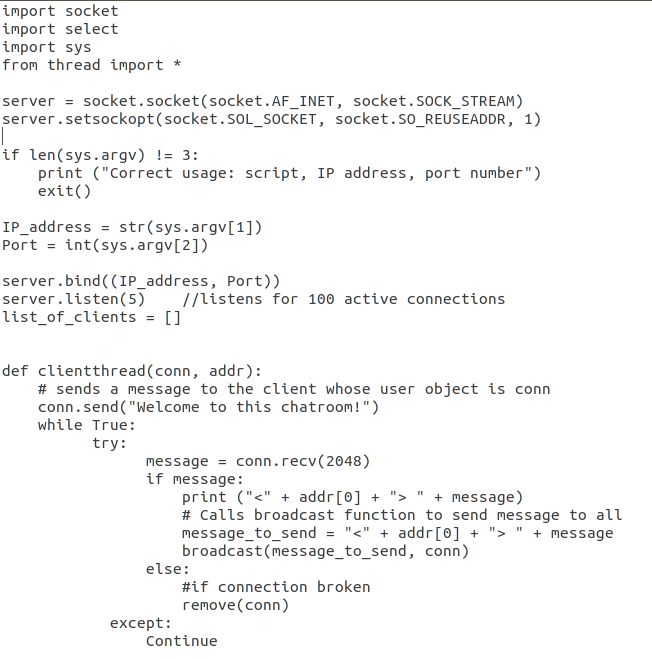 import socket
import select
import sys
from thread import *

server = socket.socket(socket.AF_INET, socket.SOCK_STREAM)
server.setsockopt(socket.SOL_SOCKET, socket.SO_REUSEADDR, 1)

if len(sys.argv) != 3:
    print ("Correct usage: script, IP address, port number")
    exit()

IP_address = str(sys.argv[1])
Port = int(sys.argv[2])

server.bind((IP_address, Port))
server.listen(5)    //listens for 100 active connections
list_of_clients = []


def clientthread(conn, addr):
    # sends a message to the client whose user object is conn
    conn.send("Welcome to this chatroom!")
    while True:
          try:
                message = conn.recv(2048)
                if message:
                    print ("<" + addr[0] + "> " + message)
                    # Calls broadcast function to send message to all
                    message_to_send = "<" + addr[0] + "> " + message
                    broadcast(message_to_send, conn)
                else:
                    #if connection broken
                    remove(conn)
            except:
                Continue